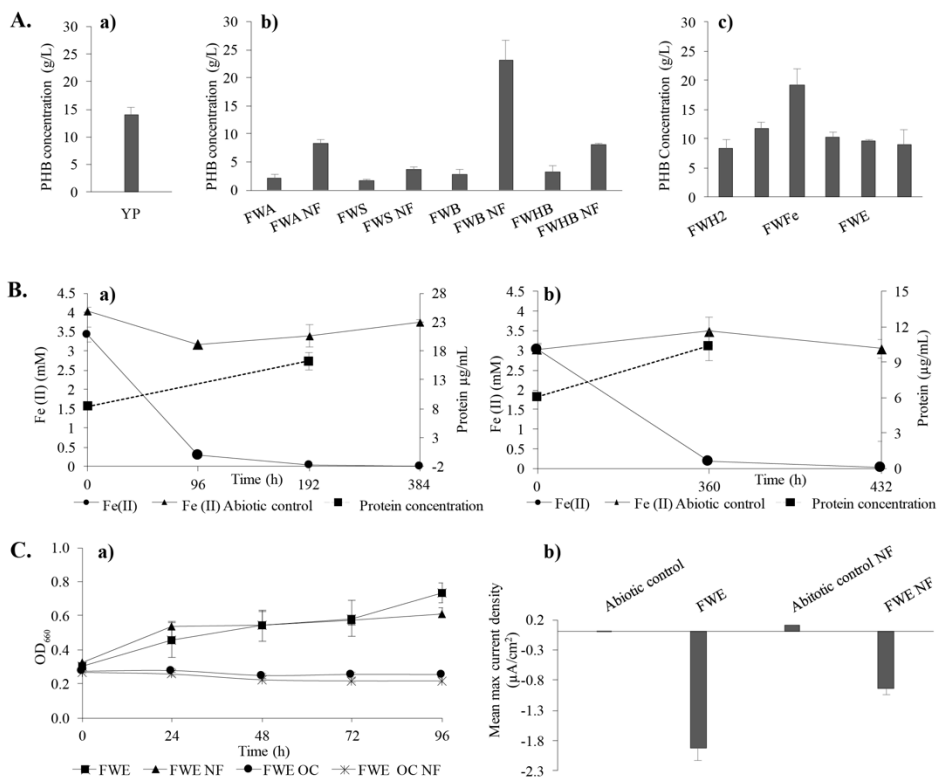 A.
a)
PHB concentration (g/L)
30
25
20
15
10
5
0
YP
b)
PHB concentration (g/L)
30
25
20
15
10
5
0
FWA
FWA NF
FWS
FWS NF
FWB
FWB NF
FWHB
FWHB NF
c)
PHB Concentration (g/L)
30
25
20
15
10
5
0
FWH2
FWFe
FWE
B.
a)
Fe (II) (mM)
4.5
4
3.5
3
2.5
2
1.5
1
0.5
0
28
23
18
13
8
3
-2
Protein µg/mL
0
96
192
384
Time (h)
Fe(II)
Fe (II) Abiotic control
Protein concentration
b)
Fe (II) (mM)
4.5
4
3.5
3
2.5
2
1.5
1
0.5
0
15
12
9
6
3
0
Protein (µg/mL)
0
360
432
Time (h)
Fe(II)
Fe (II) Abiotic control
Protein concentration
C.
a)
OD660
1.0
0.8
0.6
0.4
0.2
0.0
0
24
48
72
96
Time (h)
FWE
FWE NF
FWE OC
FWE OC NF
b)
Abiotic control
FWE
Abitotic control NF
FWE NF
Mean max current density
(µA/cm²)
0.2
-0.3
-0.8
-1.3
-1.8
-2.3